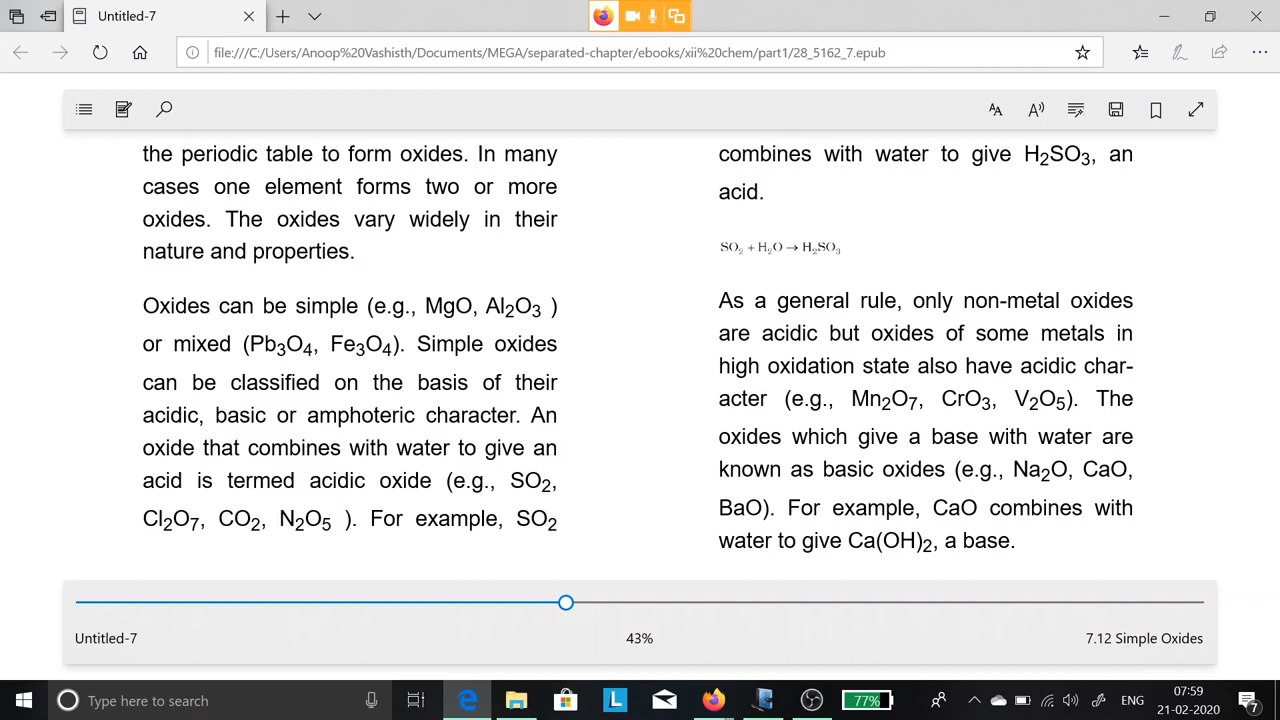 Untitled-7
file:///C:/Users/Anoop%20Vashisth/Documents/MEGA/separated-chapter/ebooks/xii%20chem/part1/28_5162_7.epub
the periodic table to form oxides. In many
cases one element forms two or more
oxides. The oxides vary widely in their
nature and properties.
Oxides can be simple (e.g., MgO, Al₂O₃ )
or mixed (Pb₃O₄, Fe₃O₄). Simple oxides
can be classified on the basis of their
acidic, basic or amphoteric character. An
oxide that combines with water to give an
acid is termed acidic oxide (e.g., SO₂,
Cl₂O₇, CO₂, N₂O₅ ). For example, SO₂
combines with water to give H₂SO₃, an
acid.
SO₂ + H₂O → H₂SO₃
As a general rule, only non-metal oxides
are acidic but oxides of some metals in
high oxidation state also have acidic char-
acter (e.g., Mn₂O₇, CrO₃, V₂O₅). The
oxides which give a base with water are
known as basic oxides (e.g., Na₂O, CaO,
BaO). For example, CaO combines with
water to give Ca(OH)₂, a base.
Untitled-7
43%
7.12 Simple Oxides
Type here to search
L
77%
ENG
07:59
21-02-2020
7